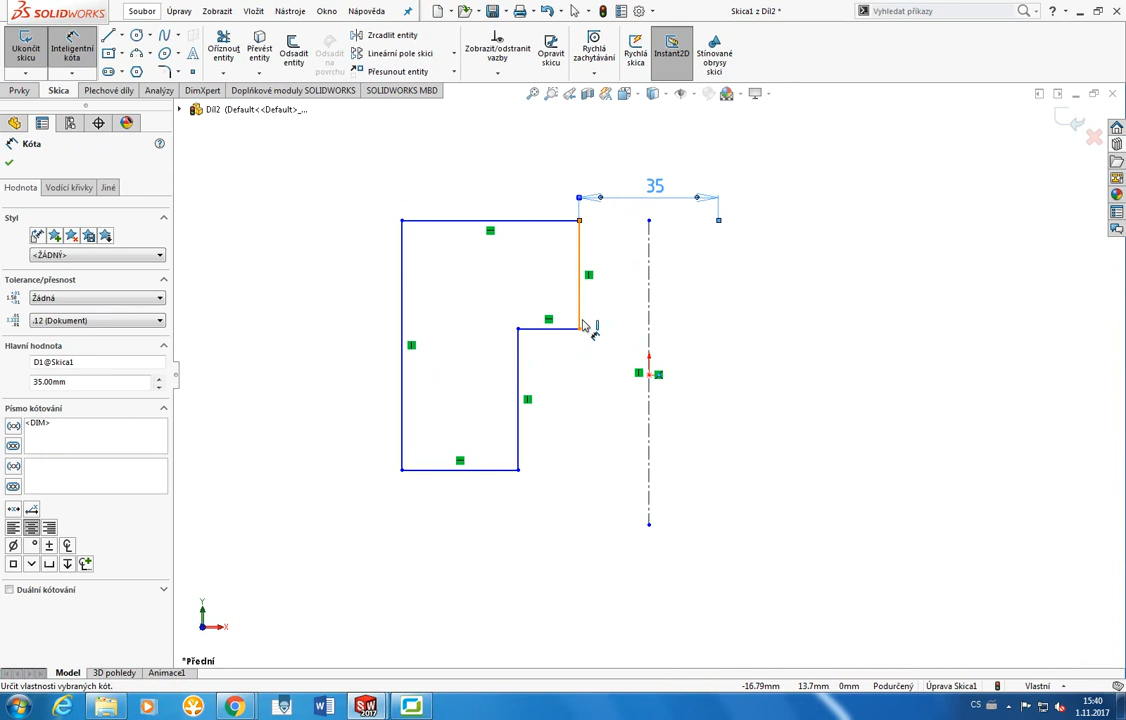 SOLIDWORKS
Soubor Úpravy Zobrazit Vložit Nástroje Okno Nápověda
Skica1 z Díl2 *
Vyhledat příkazy
Ukončit skicu
Inteligentní kóta
Oříznout entity
Převést entity
Odsadit entity
Odsadit na povrchu
Zrcadlit entity
Lineární pole skici
Přesunout entity
Zobrazit/odstranit vazby
Opravit skicu
Rychlá zachytávání
Rychlá skica
Instant2D
Stínované obrysy skici
Prvky Skica Plechové díly Analýzy DimXpert Doplňkové moduly SOLIDWORKS SOLIDWORKS MBD
Díl2 (Default<<Default>_...
Kóta
Hodnota Vodící křivky Jiné
Styl
<ŽÁDNÝ>
Tolerance/přesnost
Žádná
.12 (Dokument)
Hlavní hodnota
D1@Skica1
35.00mm
Písmo kótování
<DIM>
Duální kótování
35
Y
X
*Přední
Model 3D pohledy Animace1
Určit vlastnosti vybraných kót.
-16.79mm 13.7mm 0mm Podurčený Úprava Skica1 Vlastní
CS
15:40
1.11.2017